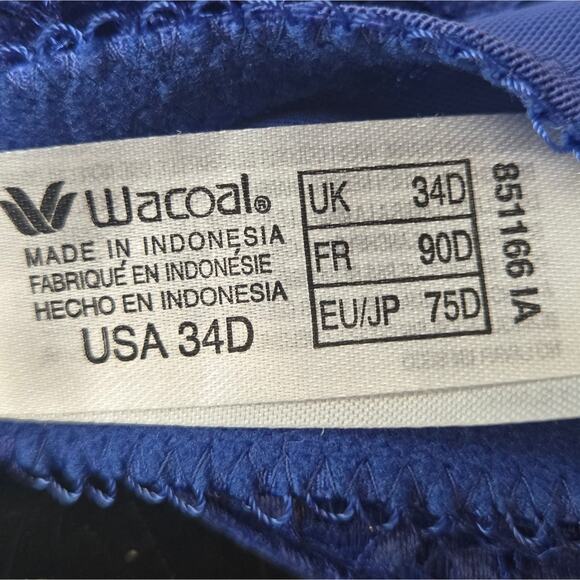 Wacoal®
MADE IN INDONESIA
FABRIQUÉ EN INDONÉSIE
HECHO EN INDONESIA
USA 34D
UK 34D
FR 90D
EU/JP 75D
851166 IA